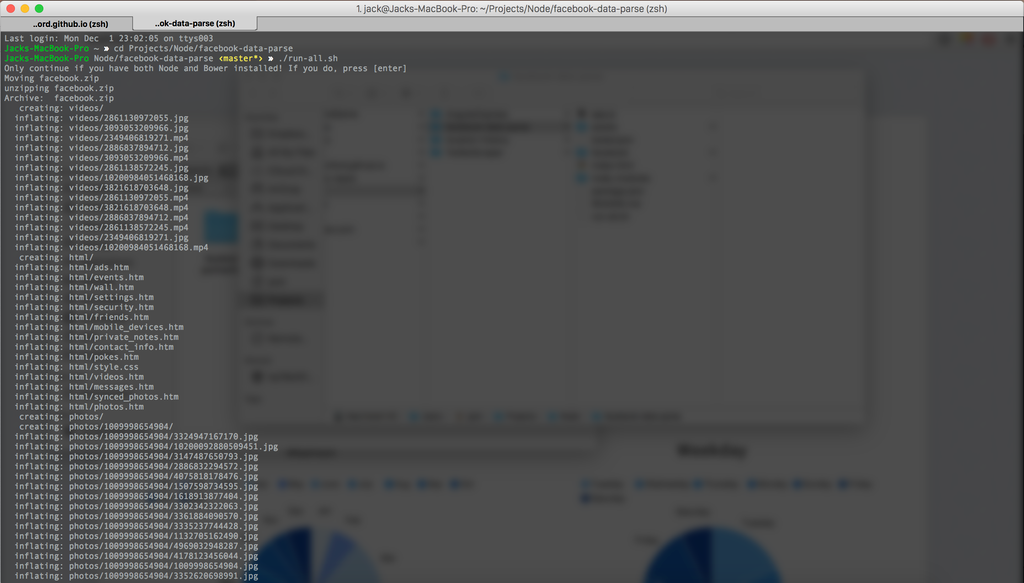 1. jack@Jacks-MacBook-Pro: ~/Projects/Node/facebook-data-parse (zsh)
..ord.github.io (zsh)
..ok-data-parse (zsh)
Last login: Mon Dec  1 23:02:05 on ttys003
Jacks-MacBook-Pro ~ » cd Projects/Node/facebook-data-parse
Jacks-MacBook-Pro Node/facebook-data-parse <master*> » ./run-all.sh
Only continue if you have both Node and Bower installed! If you do, press [enter]
Moving facebook.zip
unzipping facebook.zip
Archive:  facebook.zip
creating: videos/
inflating: videos/2861130972055.jpg
inflating: videos/3093053209966.jpg
inflating: videos/2349406819271.mp4
inflating: videos/2886837894712.jpg
inflating: videos/3093053209966.mp4
inflating: videos/2861138572245.jpg
inflating: videos/10200984051468168.jpg
inflating: videos/3821618703648.jpg
inflating: videos/2861130972055.mp4
inflating: videos/3821618703648.mp4
inflating: videos/2886837894712.mp4
inflating: videos/2861138572245.mp4
inflating: videos/2349406819271.jpg
inflating: videos/10200984051468168.mp4
creating: html/
inflating: html/ads.htm
inflating: html/events.htm
inflating: html/wall.htm
inflating: html/settings.htm
inflating: html/security.htm
inflating: html/friends.htm
inflating: html/mobile_devices.htm
inflating: html/private_notes.htm
inflating: html/contact_info.htm
inflating: html/pokes.htm
inflating: html/style.css
inflating: html/videos.htm
inflating: html/messages.htm
inflating: html/synced_photos.htm
inflating: html/photos.htm
creating: photos/
creating: photos/1009998654904/
inflating: photos/1009998654904/3324947167170.jpg
inflating: photos/1009998654904/10200092880509451.jpg
inflating: photos/1009998654904/3147487650793.jpg
inflating: photos/1009998654904/2886832294572.jpg
inflating: photos/1009998654904/4075818178476.jpg
inflating: photos/1009998654904/1507598734595.jpg
inflating: photos/1009998654904/1618913877404.jpg
inflating: photos/1009998654904/3302342322063.jpg
inflating: photos/1009998654904/3361884090570.jpg
inflating: photos/1009998654904/3335237744428.jpg
inflating: photos/1009998654904/1132705162490.jpg
inflating: photos/1009998654904/4969032948287.jpg
inflating: photos/1009998654904/4178123456044.jpg
inflating: photos/1009998654904/1009998654904.jpg
inflating: photos/1009998654904/3352620698991.jpg
Weekday